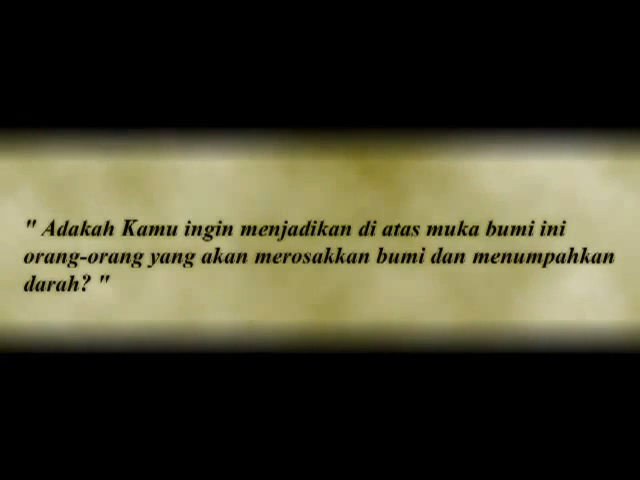 " Adakah Kamu ingin menjadikan di atas muka bumi ini
orang-orang yang akan merosakkan bumi dan menumpahkan
darah? "